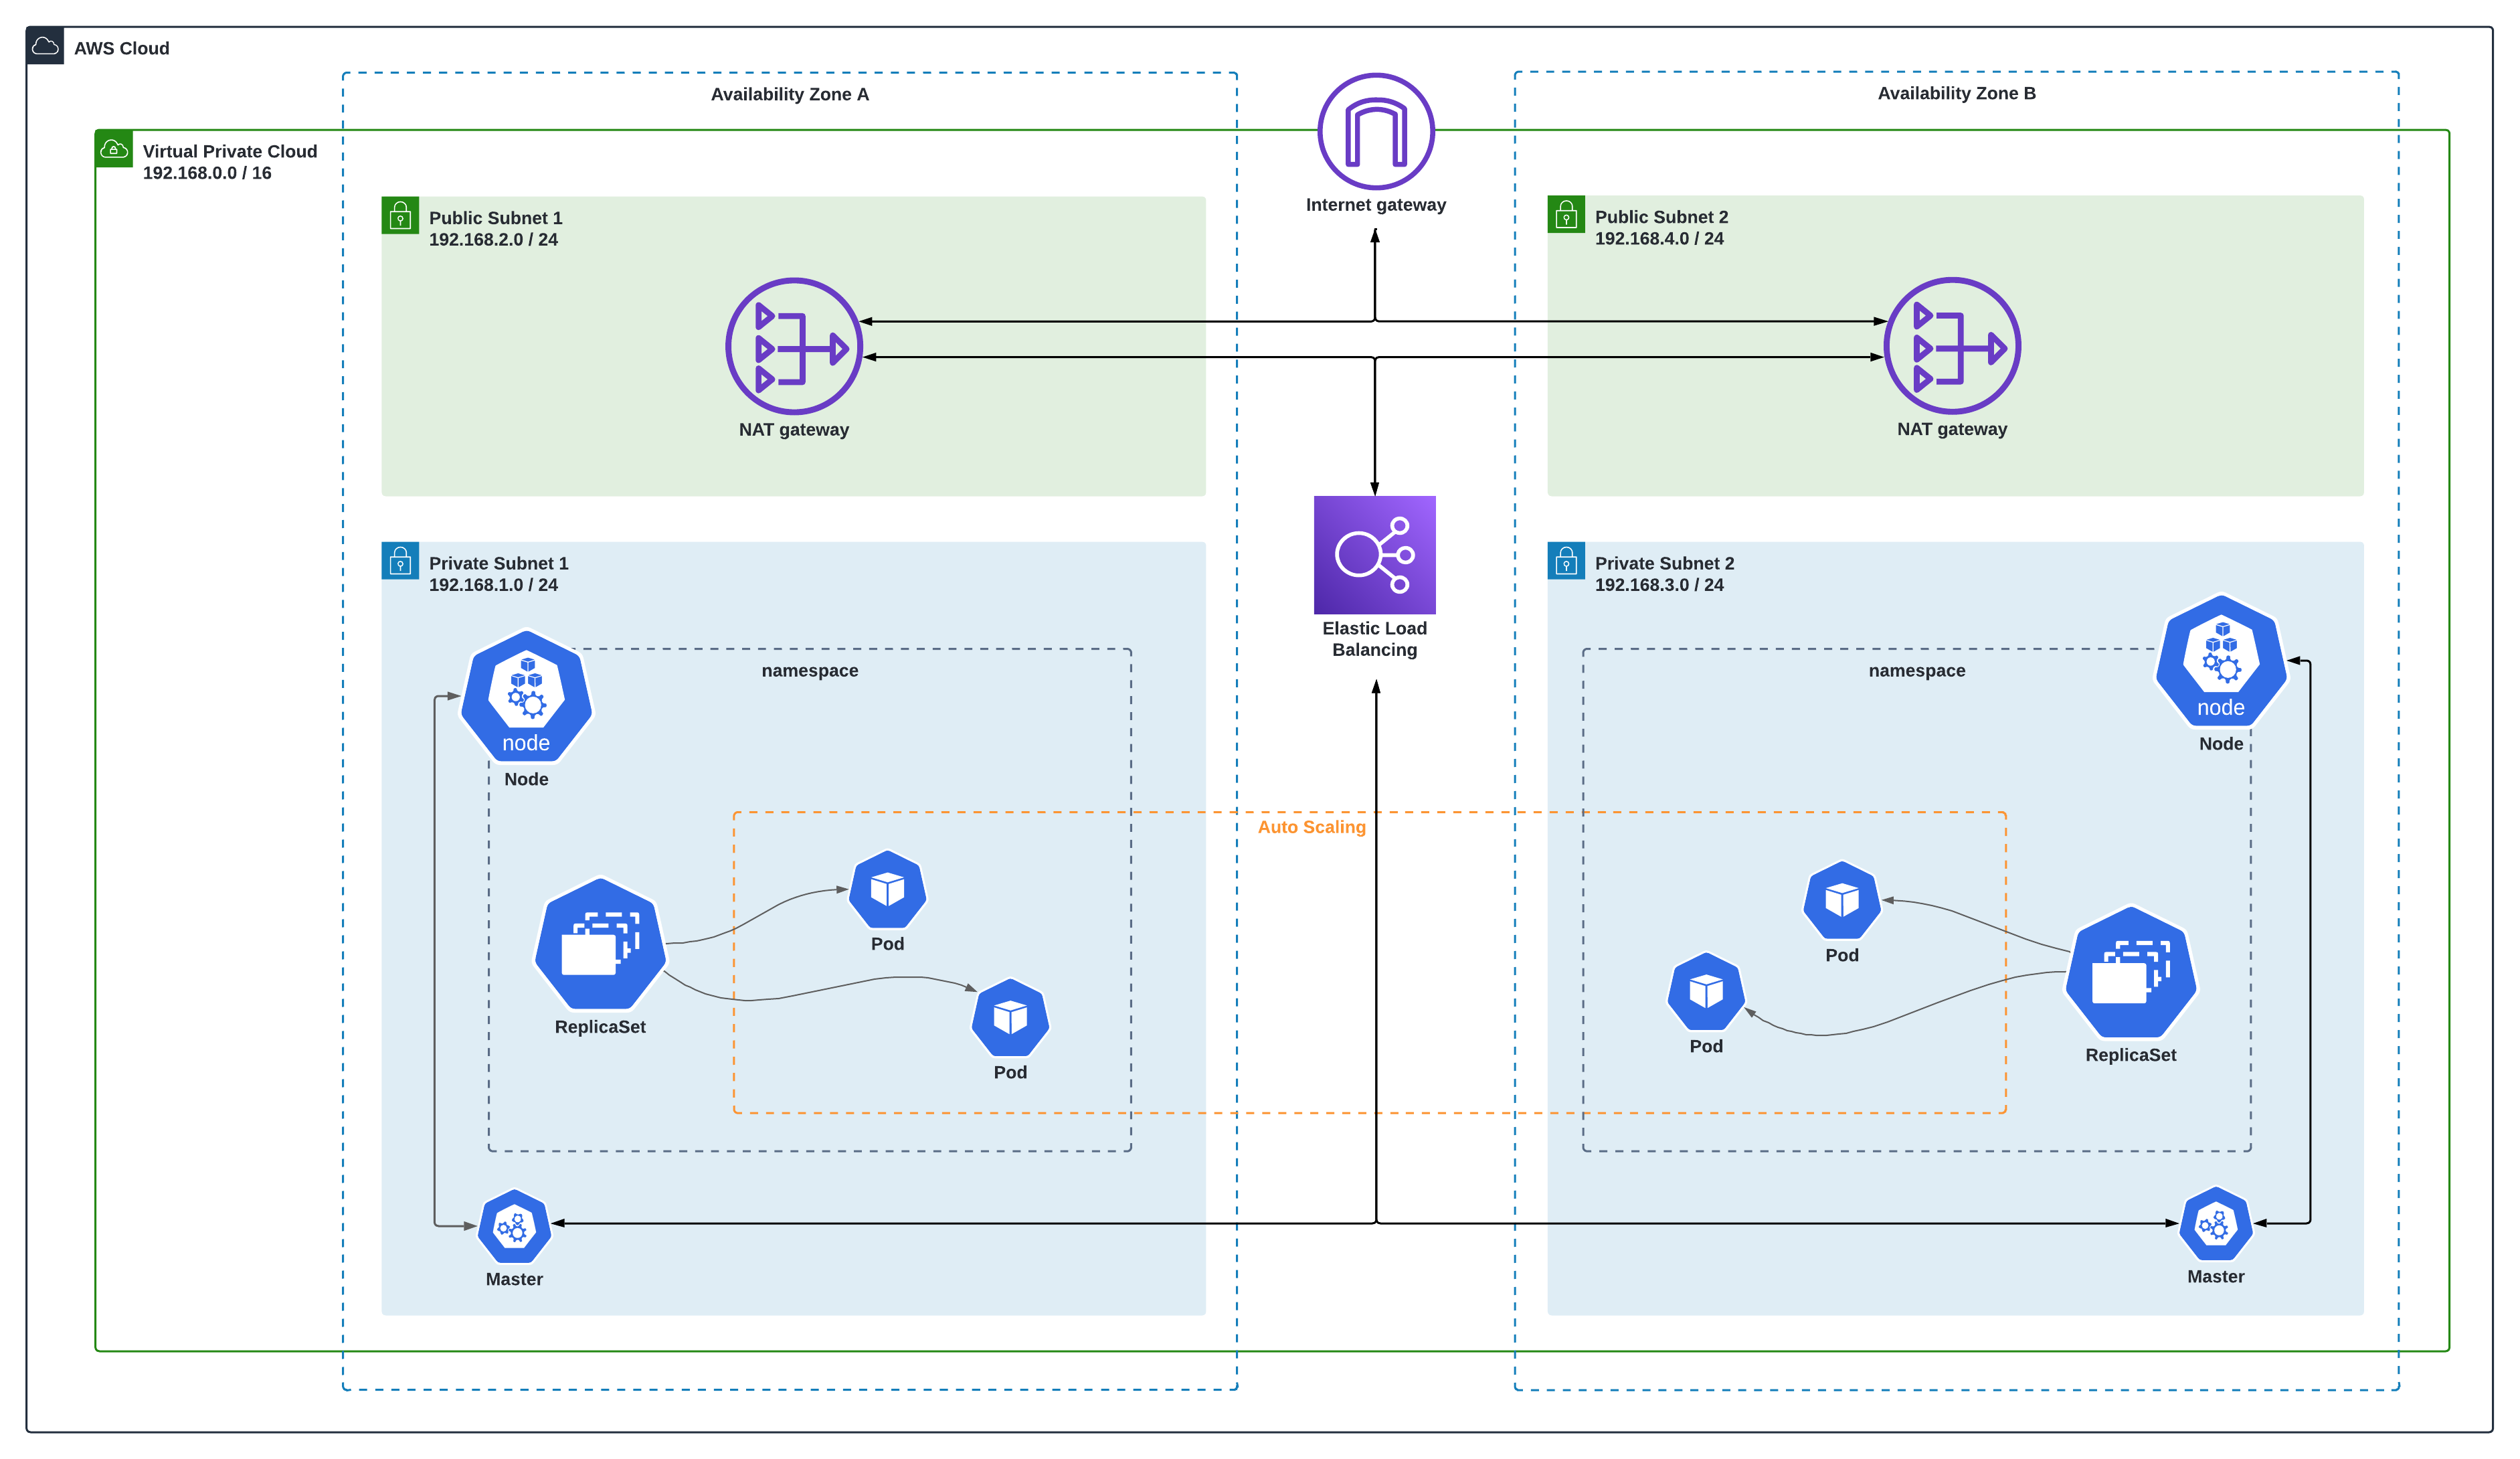 AWS Cloud
Availability Zone A
Availability Zone B
Virtual Private Cloud
192.168.0.0 / 16
Internet gateway
Public Subnet 1
192.168.2.0 / 24
Public Subnet 2
192.168.4.0 / 24
NAT gateway
NAT gateway
Private Subnet 1
192.168.1.0 / 24
Elastic Load
Balancing
Private Subnet 2
192.168.3.0 / 24
namespace
node
Node
namespace
node
Node
Auto Scaling
ReplicaSet
Pod
Pod
Pod
Pod
ReplicaSet
Master
Master